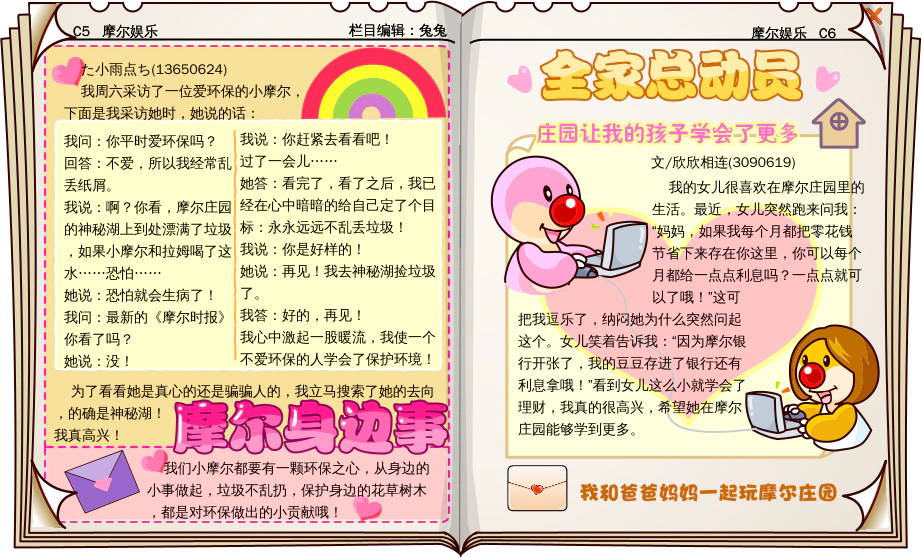 C5 摩尔娱乐
栏目编辑：兔兔
た小雨点ち(13650624)
我周六采访了一位爱环保的小摩尔，
下面是我采访她时，她说的话：
我问：你平时爱环保吗？
回答：不爱，所以我经常乱
丢纸屑。
我说：啊？你看，摩尔庄园
的神秘湖上到处漂满了垃圾
，如果小摩尔和拉姆喝了这
水……恐怕……
她说：恐怕就会生病了！
我问：最新的《摩尔时报》
你看了吗？
她说：没！
我说：你赶紧去看看吧！
过了一会儿……
她答：看完了，看了之后，我已
经在心中暗暗的给自己定了个目
标：永永远远不乱丢垃圾！
我说：你是好样的！
她说：再见！我去神秘湖捡垃圾
了。
我答：好的，再见！
我心中激起一股暖流，我使一个
不爱环保的人学会了保护环境！
为了看看她是真心的还是骗骗人的，我立马搜索了她的去向
，的确是神秘湖！
我真高兴！
摩尔身边事
我们小摩尔都要有一颗环保之心，从身边的
小事做起，垃圾不乱扔，保护身边的花草树木
，都是对环保做出的小贡献哦！
摩尔娱乐 C6
全家总动员
庄园让我的孩子学会了更多
文/欣欣相连(3090619)
我的女儿很喜欢在摩尔庄园里的
生活。最近，女儿突然跑来问我：
“妈妈，如果我每个月都把零花钱
节省下来存在你这里，你可以每个
月都给一点点利息吗？一点点就可
以了哦！”这可
把我逗乐了，纳闷她为什么突然问起
这个。女儿笑着告诉我：“因为摩尔银
行开张了，我的豆豆存进了银行还有
利息拿哦！”看到女儿这么小就学会了
理财，我真的很高兴，希望她在摩尔
庄园能够学到更多。
我和爸爸妈妈一起玩摩尔庄园